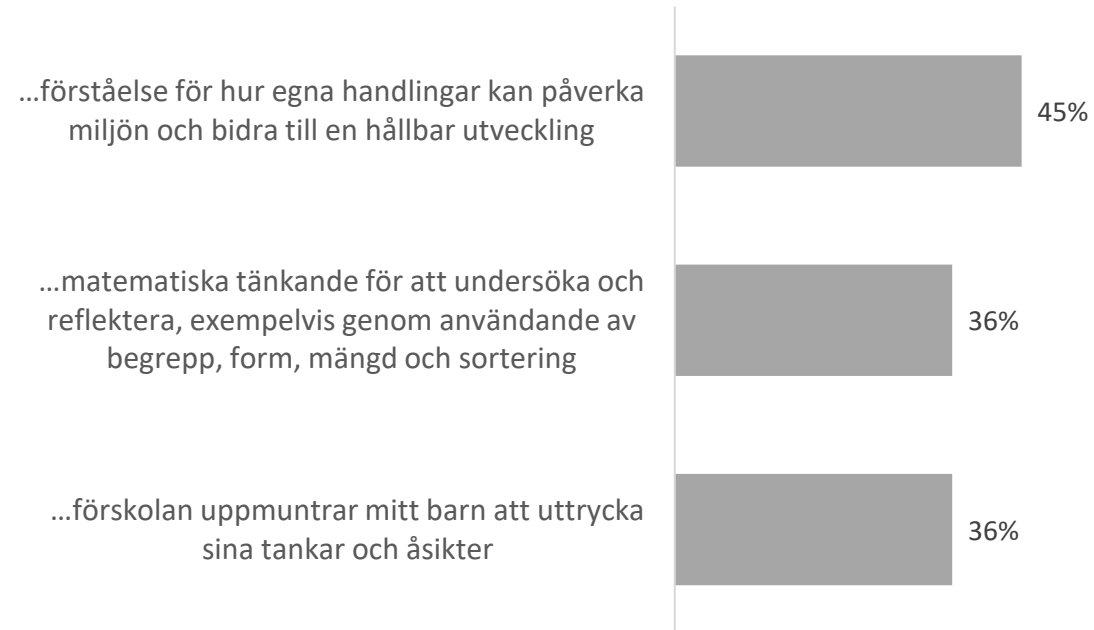 …förståelse för hur egna handlingar kan påverka
miljön och bidra till en hållbar utveckling
45%
…matematiska tänkande för att undersöka och
reflektera, exempelvis genom användande av
begrepp, form, mängd och sortering
36%
…förskolan uppmuntrar mitt barn att uttrycka
sina tankar och åsikter
36%